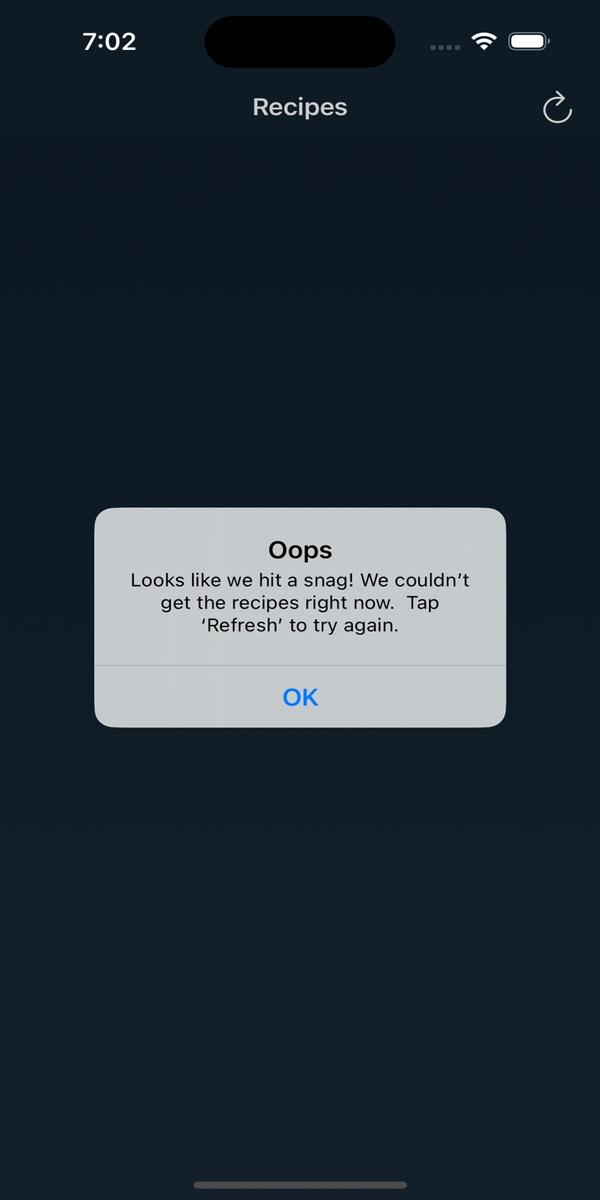 7:02
Recipes
Oops
Looks like we hit a snag! We couldn’t
get the recipes right now.  Tap
‘Refresh’ to try again.
OK